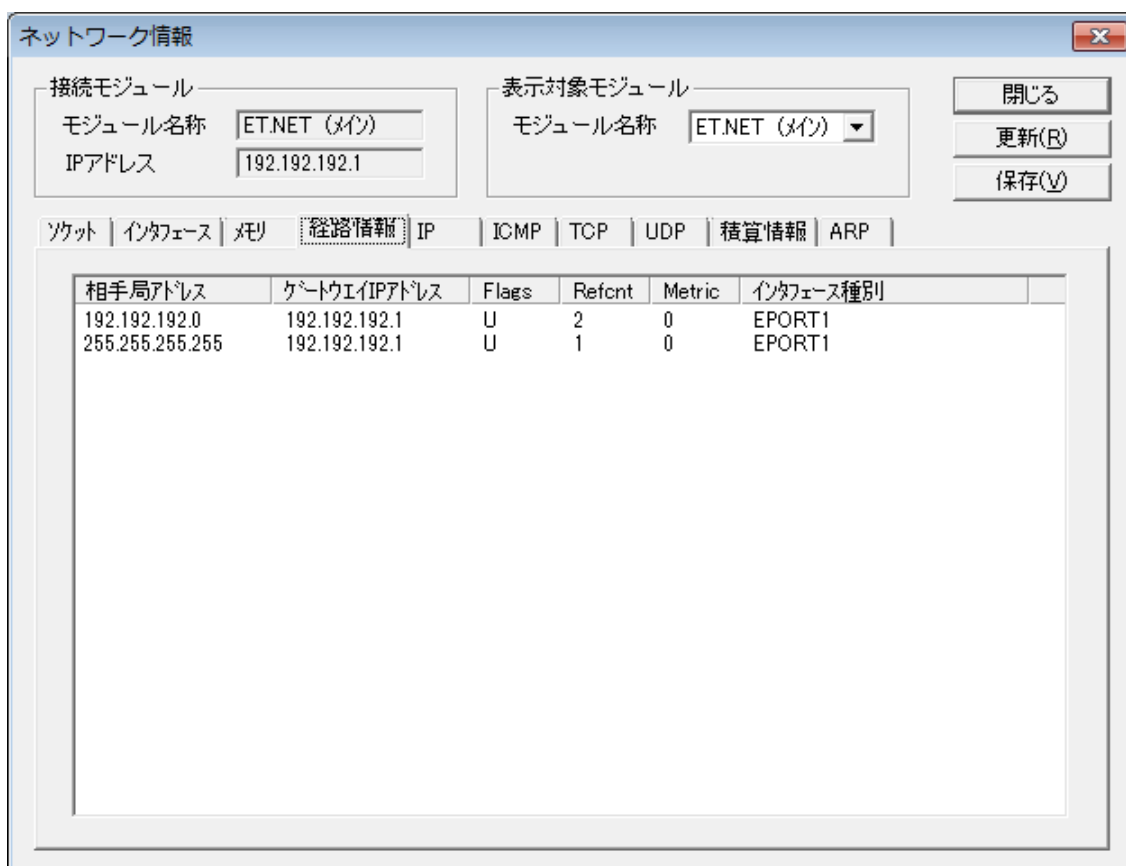 ネットワーク情報
接続モジュール
モジュール名称 ET.NET (メイン)
IPアドレス 192.192.192.1
表示対象モジュール
モジュール名称 ET.NET (メイン)
閉じる
更新(R)
保存(V)
ソケット インタフェース メモリ 経路情報 IP ICMP TCP UDP 積算情報 ARP
相手局アドレス ゲートウエイIPアドレス Flags Refcnt Metric インタフェース種別
192.192.192.0 192.192.192.1 U 2 0 EPORT1
255.255.255.255 192.192.192.1 U 1 0 EPORT1